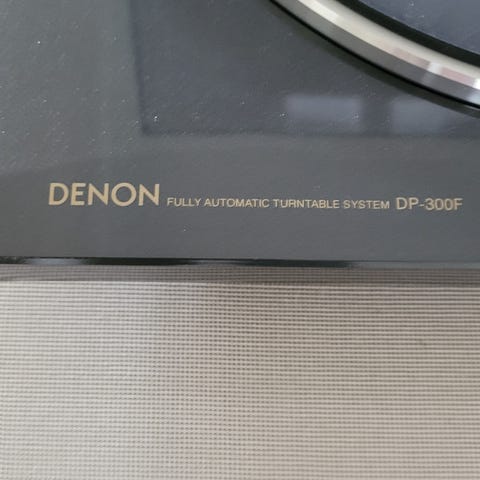 DENON FULLY AUTOMATIC TURNTABLE SYSTEM DP-300F